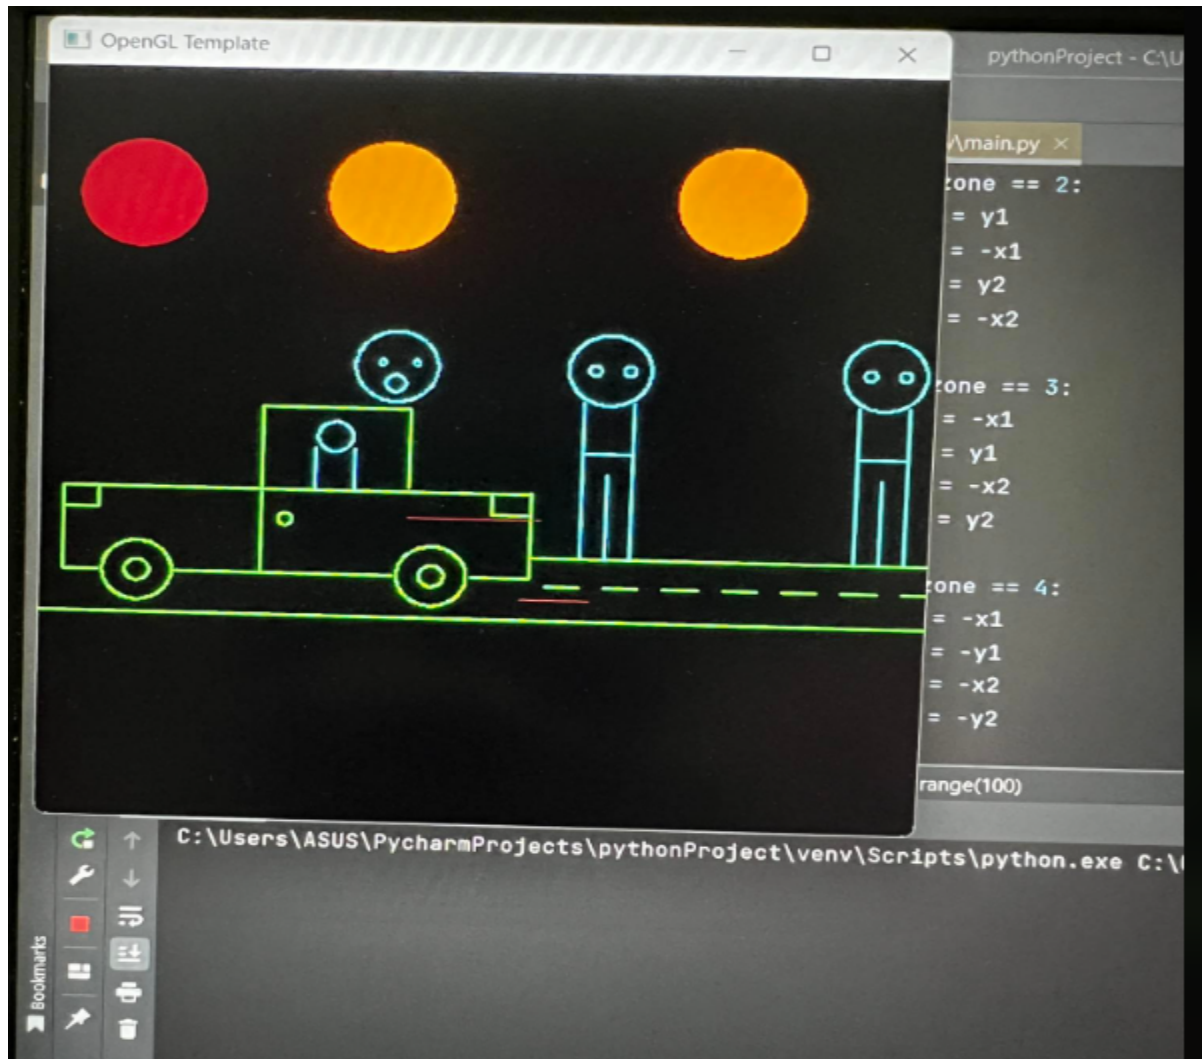 OpenGL Template
pythonProject - C:\U
\main.py
zone == 2:
= y1
= -x1
= y2
= -x2
zone == 3:
= -x1
= y1
= -x2
= y2
zone == 4:
= -x1
= -y1
= -x2
= -y2
range(100)
C:\Users\ASUS\PycharmProjects\pythonProject\venv\Scripts\python.exe C:\
Bookmarks